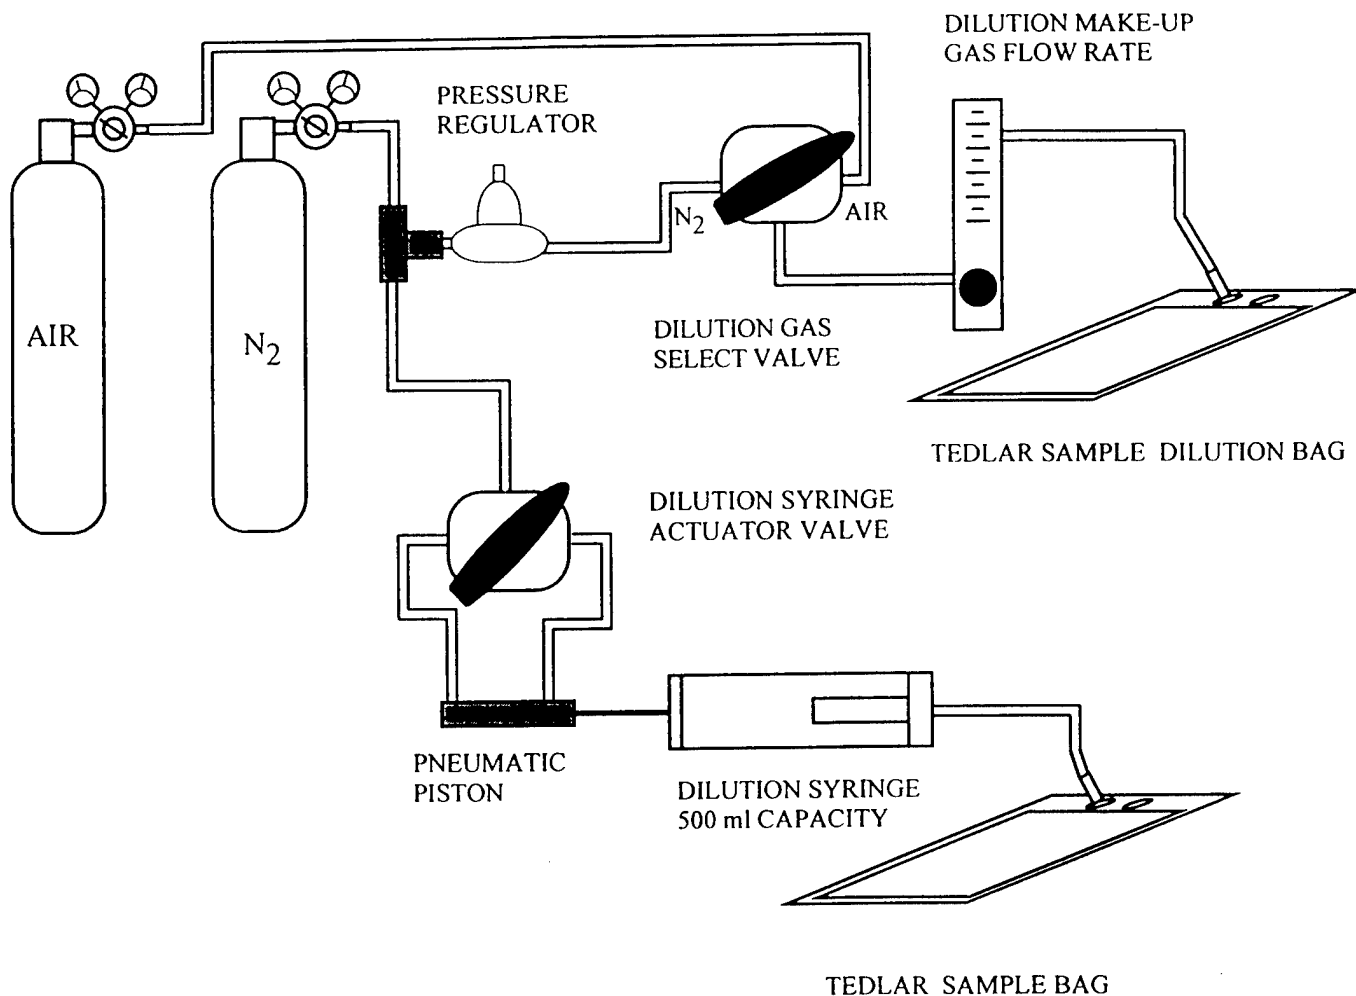 DILUTION MAKE-UP
GAS FLOW RATE
PRESSURE
REGULATOR
N2
AIR
AIR
N2
DILUTION GAS
SELECT VALVE
TEDLAR SAMPLE DILUTION BAG
DILUTION SYRINGE
ACTUATOR VALVE
PNEUMATIC
PISTON
DILUTION SYRINGE
500 ml CAPACITY
TEDLAR SAMPLE BAG